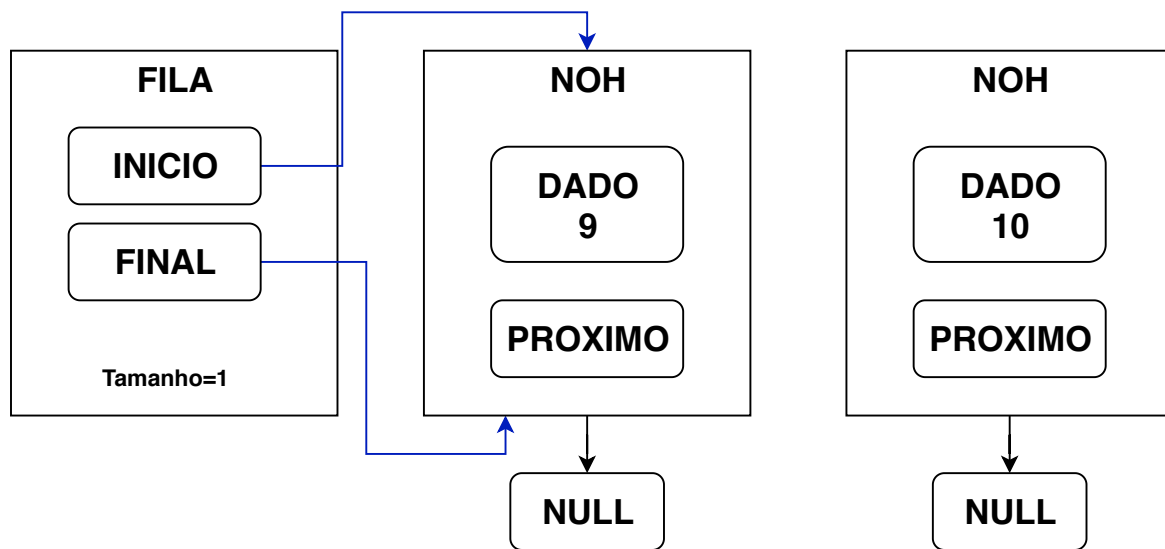 FILA
INICIO
FINAL
Tamanho=1
NOH
DADO
9
PROXIMO
NULL
NOH
DADO
10
PROXIMO
NULL